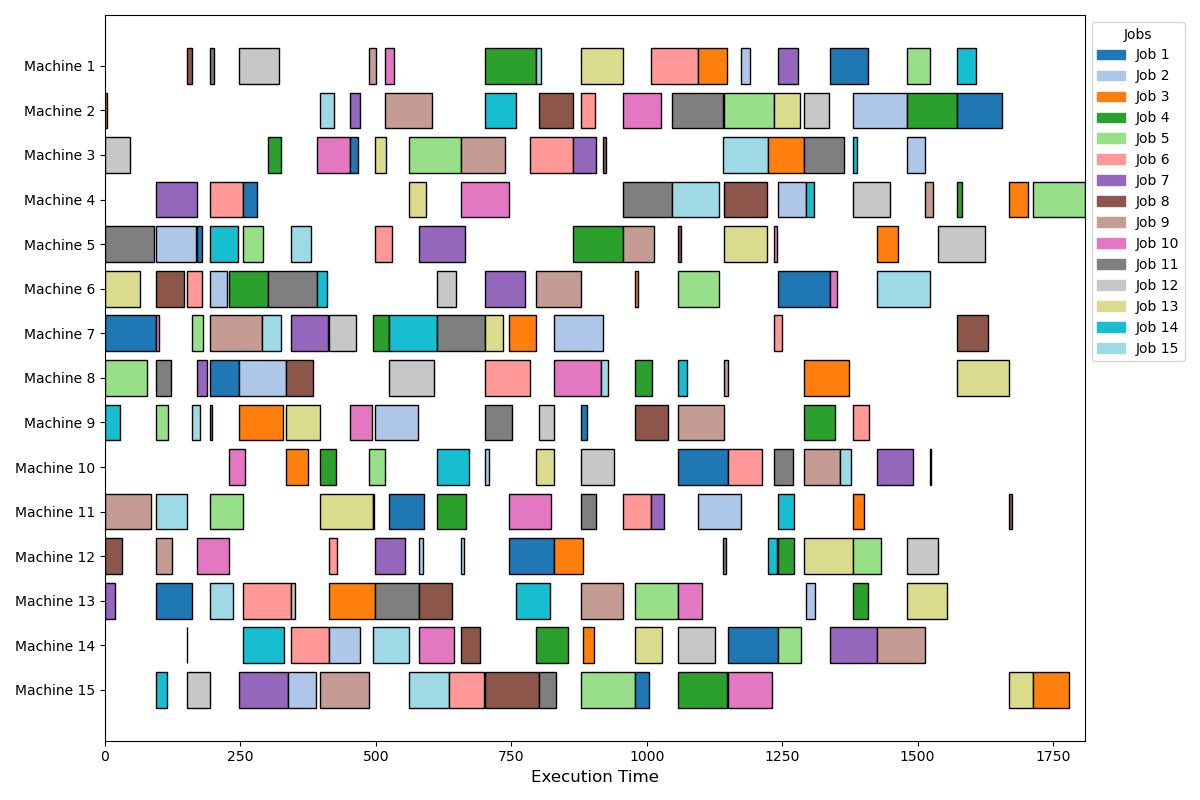 Machine 1
Machine 2
Machine 3
Machine 4
Machine 5
Machine 6
Machine 7
Machine 8
Machine 9
Machine 10
Machine 11
Machine 12
Machine 13
Machine 14
Machine 15
0 250 500 750 1000 1250 1500 1750
Execution Time
Jobs
Job 1
Job 2
Job 3
Job 4
Job 5
Job 6
Job 7
Job 8
Job 9
Job 10
Job 11
Job 12
Job 13
Job 14
Job 15